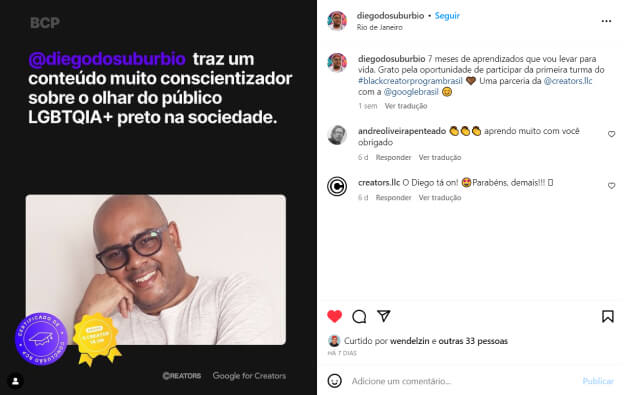 BCP
@diegodosuburbio traz um
conteúdo muito conscientizador
sobre o olhar do público
LGBTQIA+ preto na sociedade.
CERTIFICADO DE
CONCLUSÃO BCP
CREATORS
Google for Creators
diegodosuburbio • Seguir
Rio de Janeiro
diegodosuburbio 7 meses de aprendizados que vou levar para
vida. Grato pela oportunidade de participar da primeira turma do
#blackcreatorprogrambrasil 🤎 Uma parceria da @creators.llc
com a @googlebrasil 😊
1 sem Ver tradução
andreoliveirapenteado 👏👏👏 aprendo muito com você
obrigado
6 d Responder Ver tradução
creators.llc O Diego tá on! 🤩Parabéns, demais!!!
6 d Responder Ver tradução
Curtido por wendelzin e outras 33 pessoas
HÁ 7 DIAS
Adicione um comentário...
Publicar